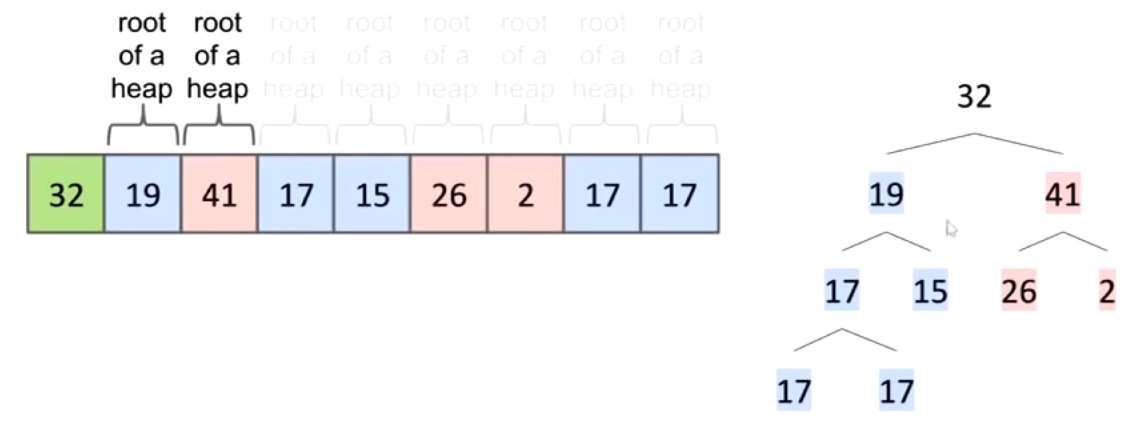 root root root root root root root root
of a of a of a of a of a of a of a of a
heap heap heap heap heap heap heap heap
32 19 41 17 15 26 2 17 17
32
19 41
17 15 26 2
17 17